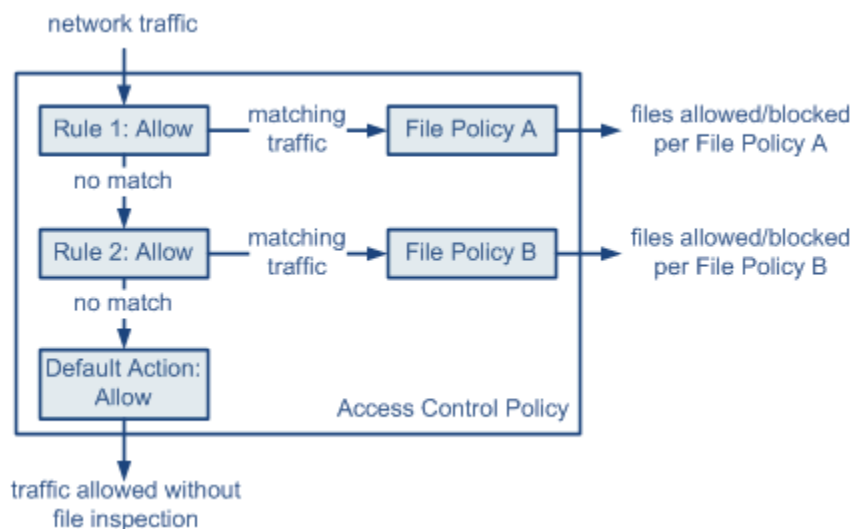 network traffic
Rule 1: Allow
matching
traffic
File Policy A
files allowed/blocked
per File Policy A
no match
Rule 2: Allow
matching
traffic
File Policy B
files allowed/blocked
per File Policy B
no match
Default Action:
Allow
Access Control Policy
traffic allowed without
file inspection